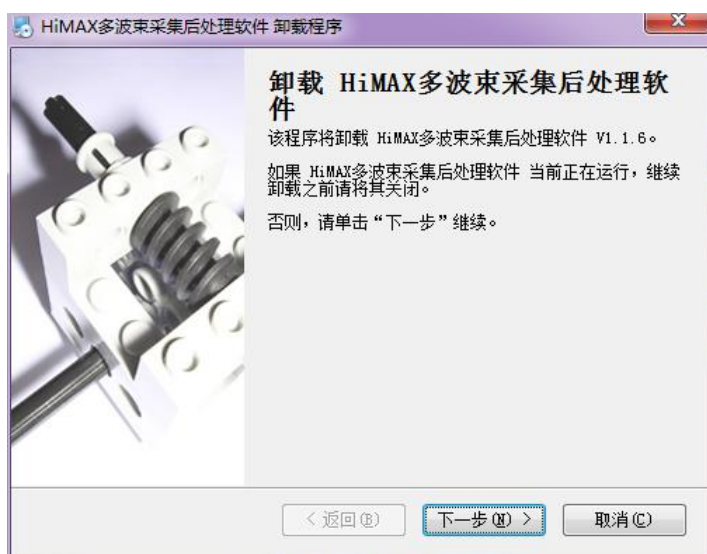 HiMAX多波束采集后处理软件 卸载程序
卸载 HiMAX多波束采集后处理软
件
该程序将卸载 HiMAX多波束采集后处理软件 V1.1.6。
如果 HiMAX多波束采集后处理软件 当前正在运行，继续
卸载之前请将其关闭。
否则，请单击“下一步”继续。
< 返回(B)
下一步(N) >
取消(C)